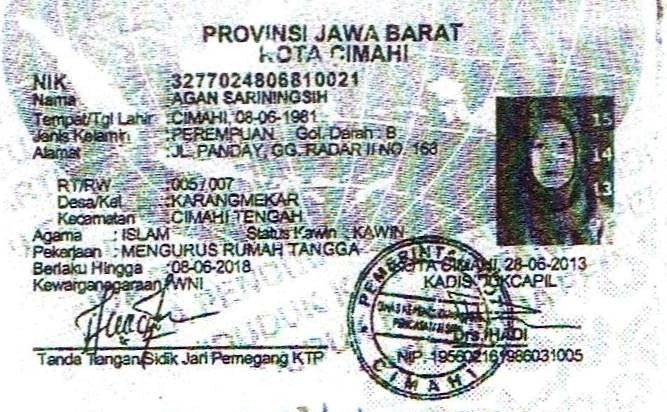 PROVINSI JAWA BARAT
KOTA CIMAHI
NIK 3277024806810021
Nama : AGAN SARININGSIH
Tempat/Tgl Lahir : CIMAHI, 08-06-1981
Jenis Kelamin : PEREMPUAN Gol. Darah : B
Alamat : JL. PANDAY, GG. RADAR II NO. 168
RT/RW : 005 / 007
Desa/Kel. : KARANGMEKAR
Kecamatan : CIMAHI TENGAH
Agama : ISLAM Status Kawin : KAWIN
Pekerjaan : MENGURUS RUMAH TANGGA
Berlaku Hingga : 08-06-2018
Kewarganegaraan : WNI
15
14
13
KOTA CIMAHI, 28-06-2013
KADISDUKCAPIL
PEMERINTAH
CIMAHI
Drs. HADI
Tanda Tangan/Sidik Jari Pemegang KTP
NIP. 195602161986031005